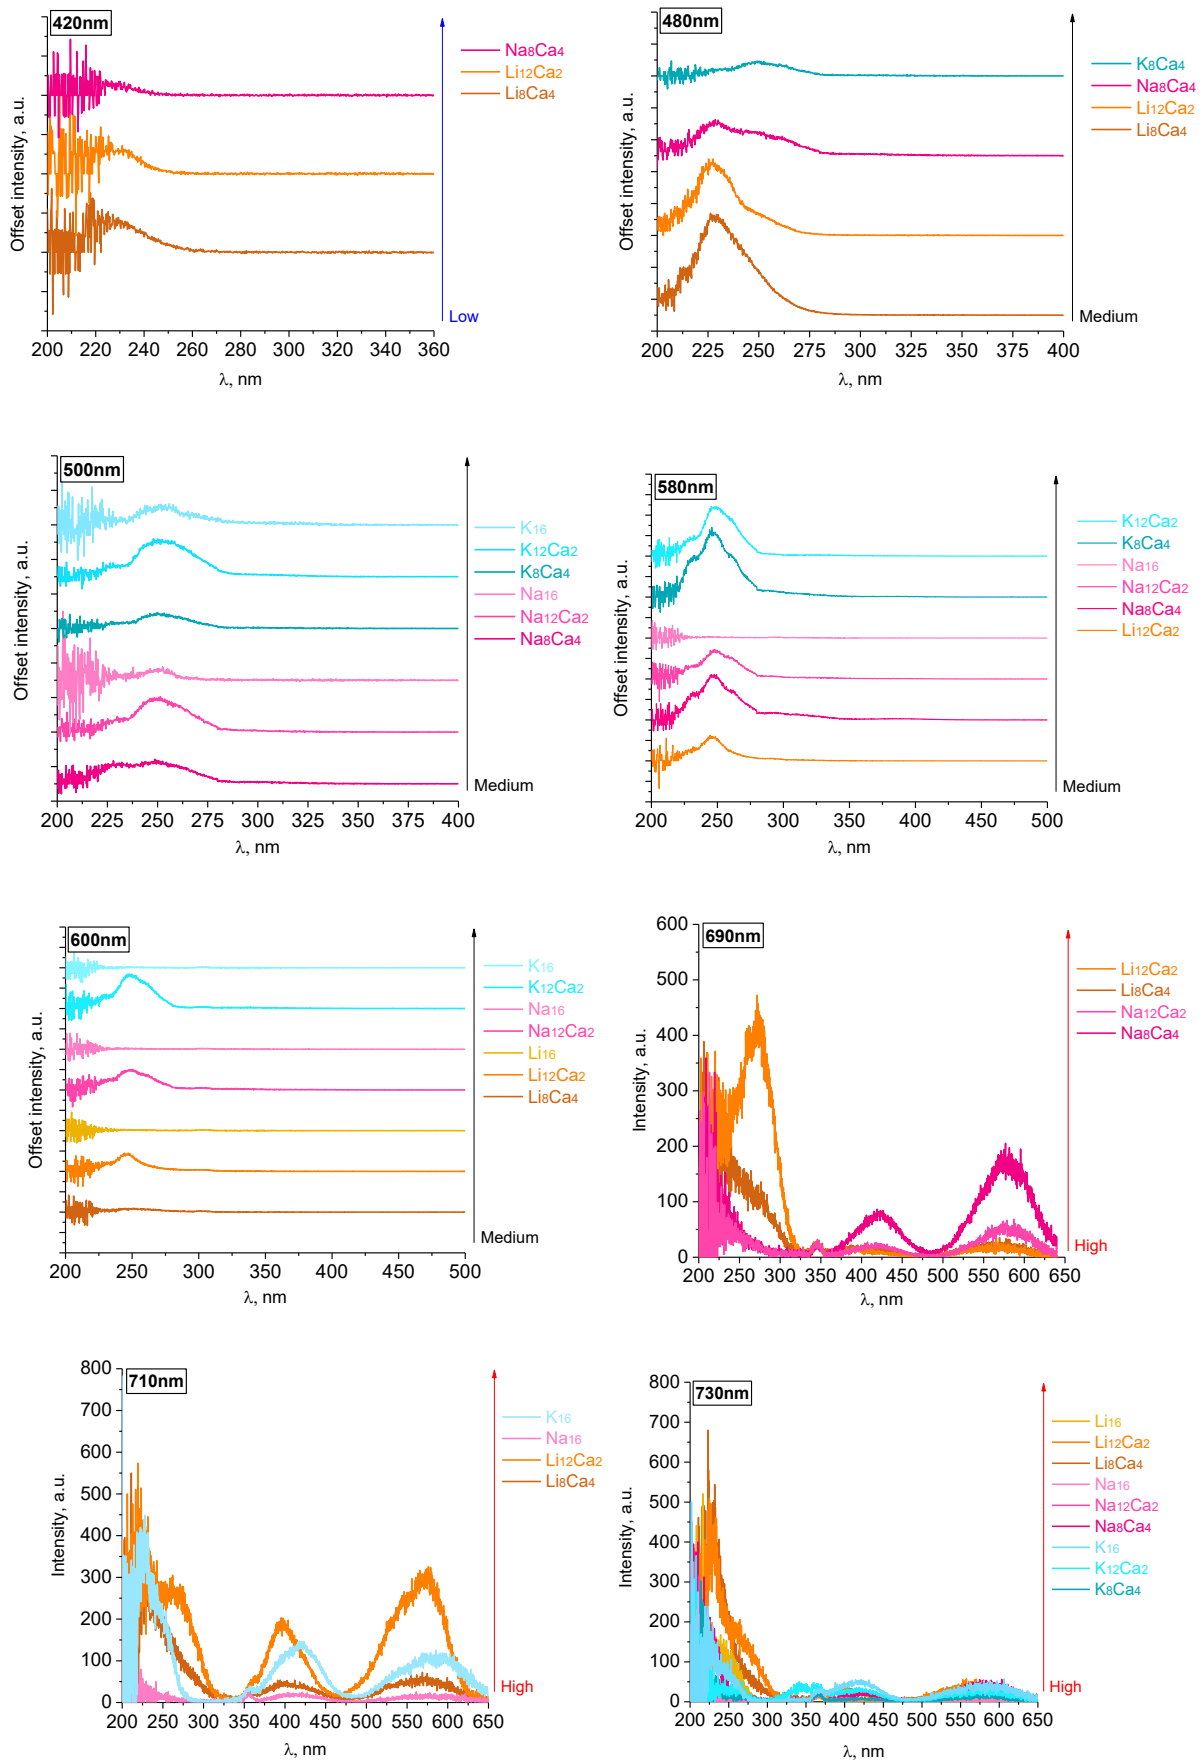 420nm
Offset intensity, a.u.
Na8Ca4
Li12Ca2
Li8Ca4
Low
200 220 240 260 280 300 320 340 360
λ, nm
480nm
Offset intensity, a.u.
K8Ca4
Na8Ca4
Li12Ca2
Li8Ca4
Medium
200 225 250 275 300 325 350 375 400
λ, nm
500nm
Offset intensity, a.u.
K16
K12Ca2
K8Ca4
Na16
Na12Ca2
Na8Ca4
Medium
200 225 250 275 300 325 350 375 400
λ, nm
580nm
Offset intensity, a.u.
K12Ca2
K8Ca4
Na16
Na12Ca2
Na8Ca4
Li12Ca2
Medium
200 250 300 350 400 450 500
λ, nm
600nm
Offset intensity, a.u.
K16
K12Ca2
Na16
Na12Ca2
Li16
Li12Ca2
Li8Ca4
Medium
200 250 300 350 400 450 500
λ, nm
690nm
Intensity, a.u.
600
500
400
300
200
100
0
Li12Ca2
Li8Ca4
Na12Ca2
Na8Ca4
High
200 250 300 350 400 450 500 550 600 650
λ, nm
710nm
Intensity, a.u.
800
700
600
500
400
300
200
100
0
K16
Na16
Li12Ca2
Li8Ca4
High
200 250 300 350 400 450 500 550 600 650
λ, nm
730nm
Intensity, a.u.
800
700
600
500
400
300
200
100
0
Li16
Li12Ca2
Li8Ca4
Na16
Na12Ca2
Na8Ca4
K16
K12Ca2
K8Ca4
High
200 250 300 350 400 450 500 550 600 650
λ, nm